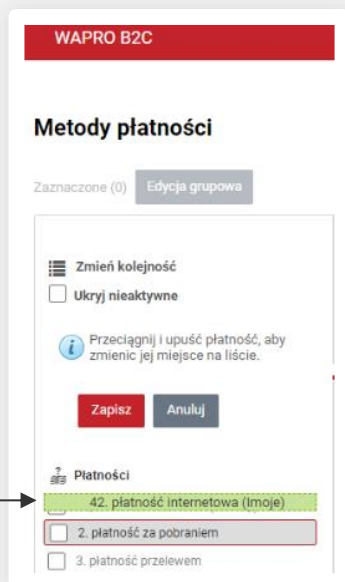 WAPRO B2C
Metody płatności
Zaznaczone (0) Edycja grupowa
Zmień kolejność
Ukryj nieaktywne
Przeciągnij i upuść płatność, aby
zmienic jej miejsce na liście.
Zapisz Anuluj
Płatności
42. płatność internetowa (Imoje)
2. płatność za pobraniem
3. płatność przelewem